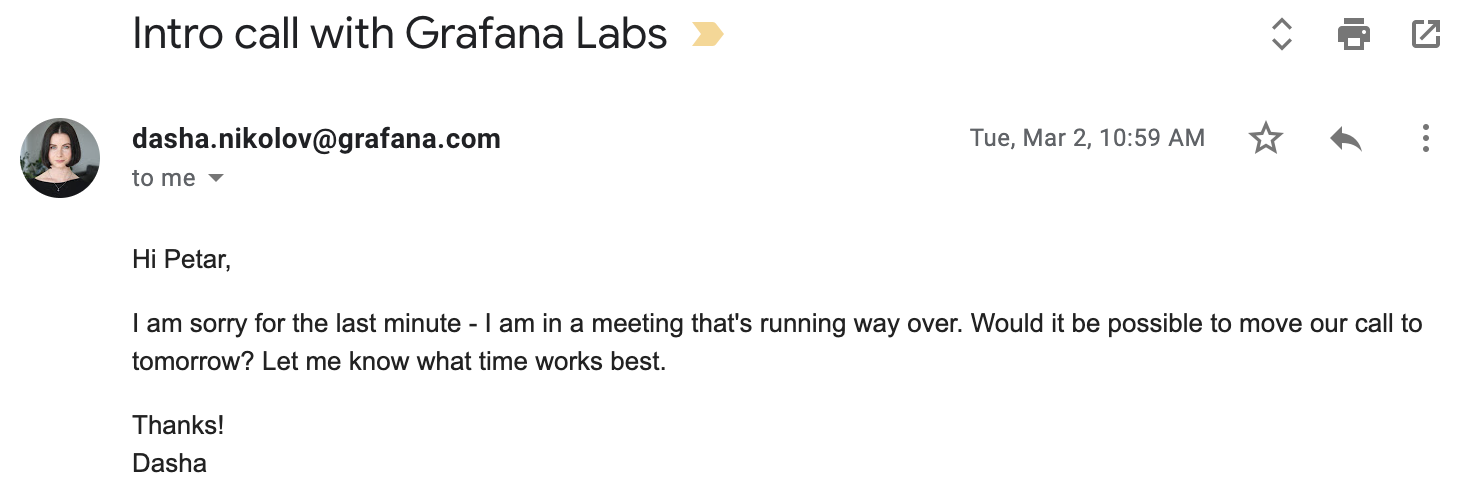 Intro call with Grafana Labs
dasha.nikolov@grafana.com
Tue, Mar 2, 10:59 AM
to me
Hi Petar,
I am sorry for the last minute - I am in a meeting that's running way over. Would it be possible to move our call to
tomorrow? Let me know what time works best.
Thanks!
Dasha